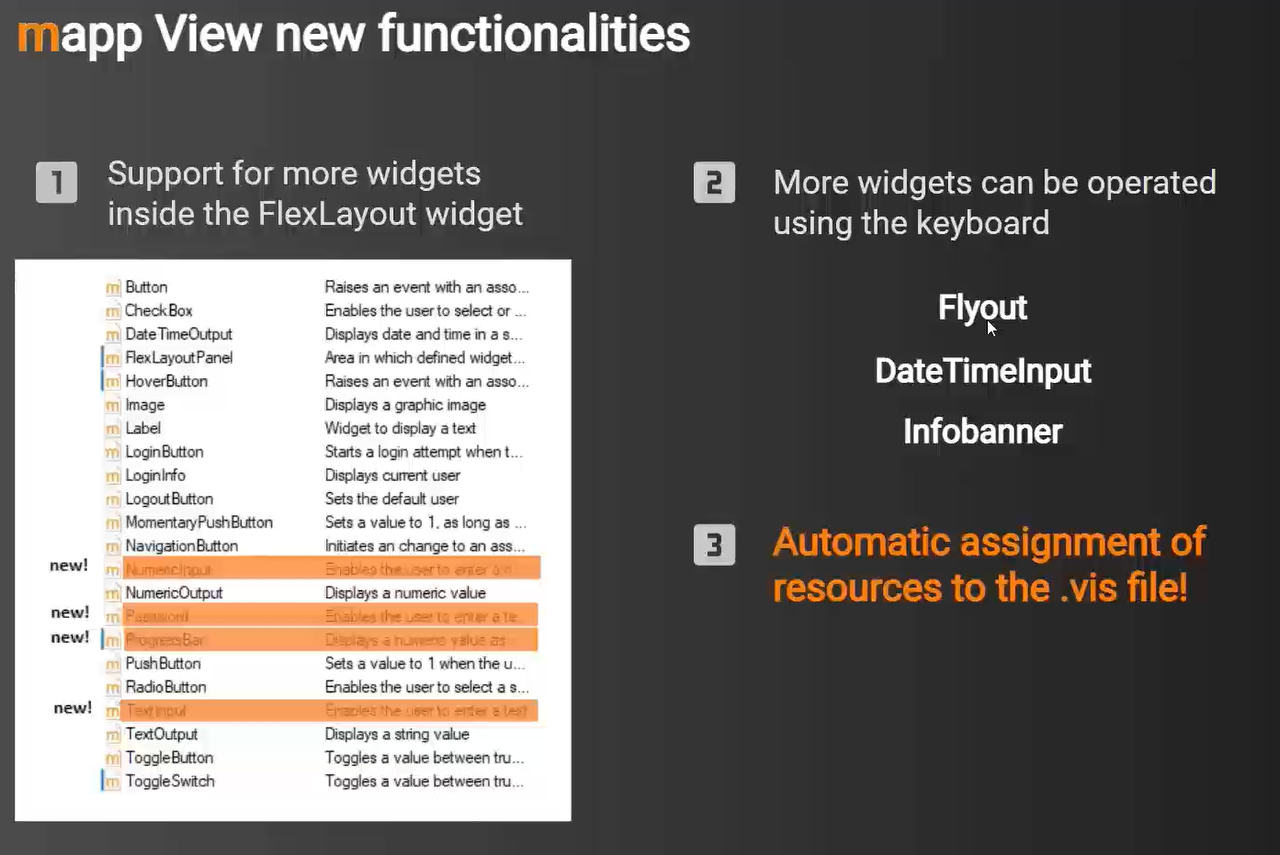 mapp View new functionalities
1
Support for more widgets
inside the FlexLayout widget
Button Raises an event with an asso...
CheckBox Enables the user to select or ...
DateTimeOutput Displays date and time in a s...
FlexLayoutPanel Area in which defined widget...
HoverButton Raises an event with an asso...
Image Displays a graphic image
Label Widget to display a text
LoginButton Starts a login attempt when t...
LoginInfo Displays current user
LogoutButton Sets the default user
MomentaryPushButton Sets a value to 1, as long as ...
NavigationButton Initiates an change to an ass...
new! NumericInput Enables the user to enter a n...
NumericOutput Displays a numeric value
new! Password Enables the user to enter a te...
new! ProgressBar Displays a numeric value as
PushButton Sets a value to 1 when the u...
RadioButton Enables the user to select a s...
new! TextInput Enables the user to enter a text
TextOutput Displays a string value
ToggleButton Toggles a value between tru...
ToggleSwitch Toggles a value between tru...
2
More widgets can be operated
using the keyboard
Flyout
DateTimeInput
Infobanner
3
Automatic assignment of
resources to the .vis file!